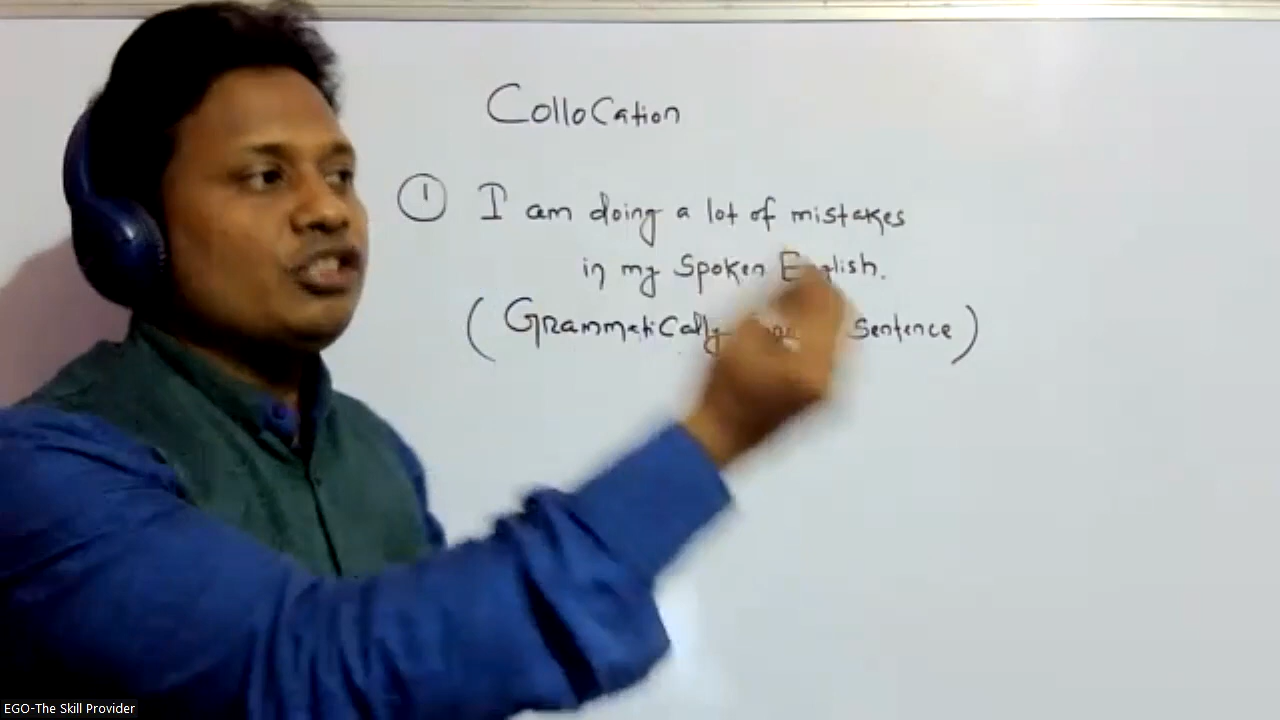 Collocation
1 I am doing a lot of mistakes
in my Spoken English.
(Grammatically sentence)
EGO-The Skill Provider